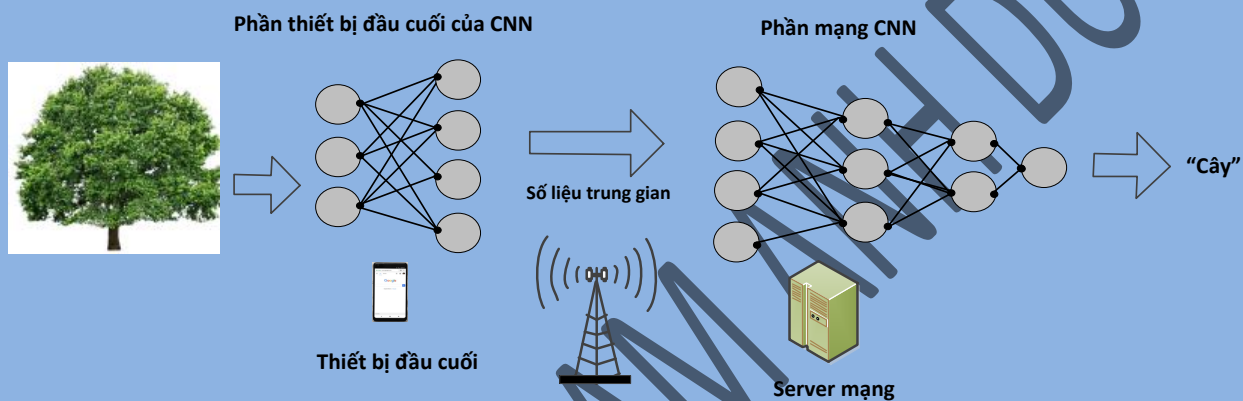 Phần thiết bị đầu cuối của CNN
Phần mạng CNN
Số liệu trung gian
“Cây”
Thiết bị đầu cuối
Server mạng